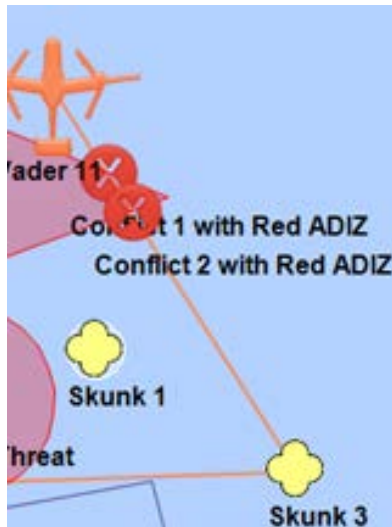 Vader 11
Conflict 1 with Red ADIZ
Conflict 2 with Red ADIZ
Skunk 1
Threat
Skunk 3